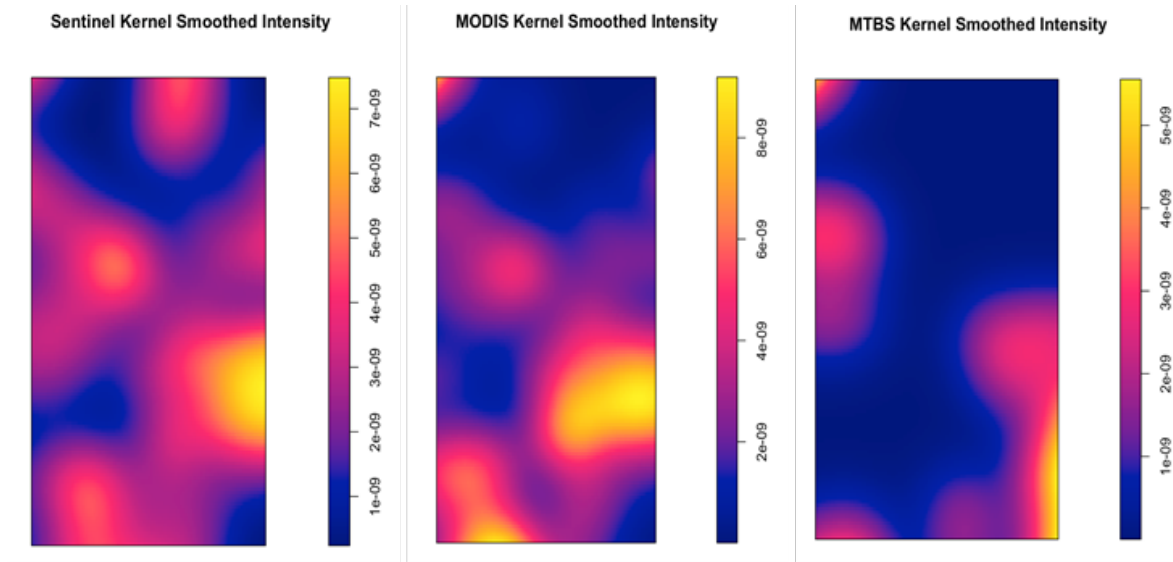 Sentinel Kernel Smoothed Intensity
7e-09
6e-09
5e-09
4e-09
3e-09
2e-09
1e-09
MODIS Kernel Smoothed Intensity
8e-09
6e-09
4e-09
2e-09
MTBS Kernel Smoothed Intensity
5e-09
4e-09
3e-09
2e-09
1e-09